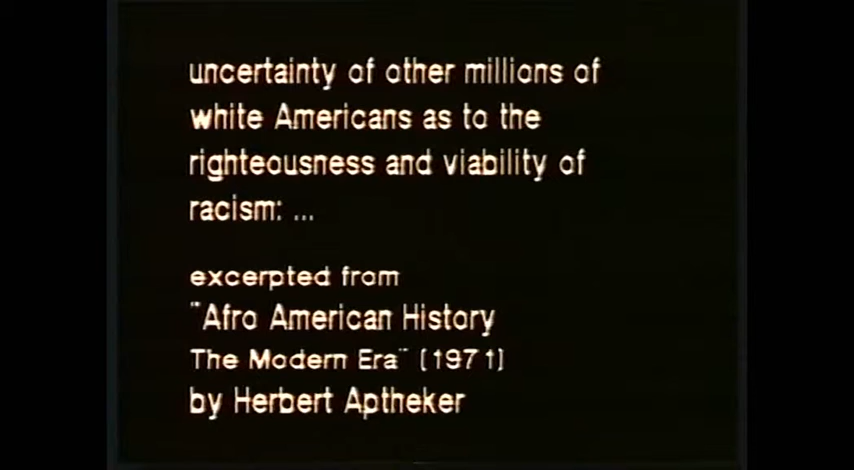 uncertainty of other millions of
white Americans as to the
righteousness and viability of
racism: ...
excerpted from
"Afro American History
The Modern Era" (1971)
by Herbert Aptheker